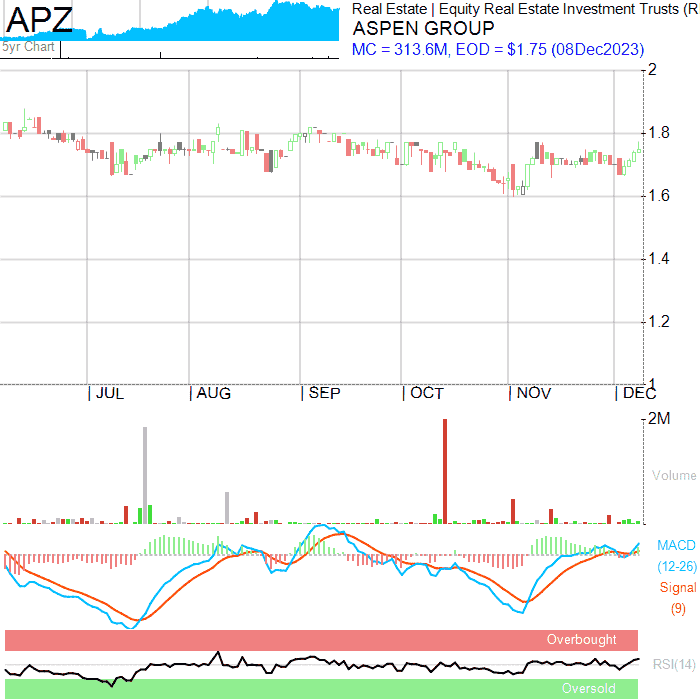 APZ
5yr Chart
Real Estate | Equity Real Estate Investment Trusts (R
ASPEN GROUP
MC = 313.6M, EOD = $1.75 (08Dec2023)
2
1.8
1.6
1.4
1.2
1
JUL AUG SEP OCT NOV DEC
2M
Volume
MACD
(12-26)
Signal
(9)
Overbought
RSI(14)
Oversold